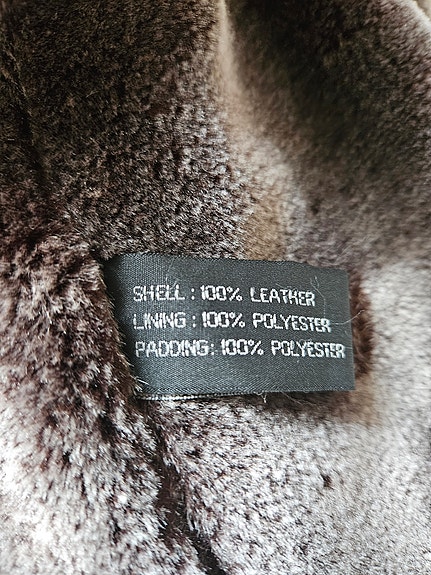 SHELL : 100% LEATHER
LINING : 100% POLYESTER
PADDING: 100% POLYESTER